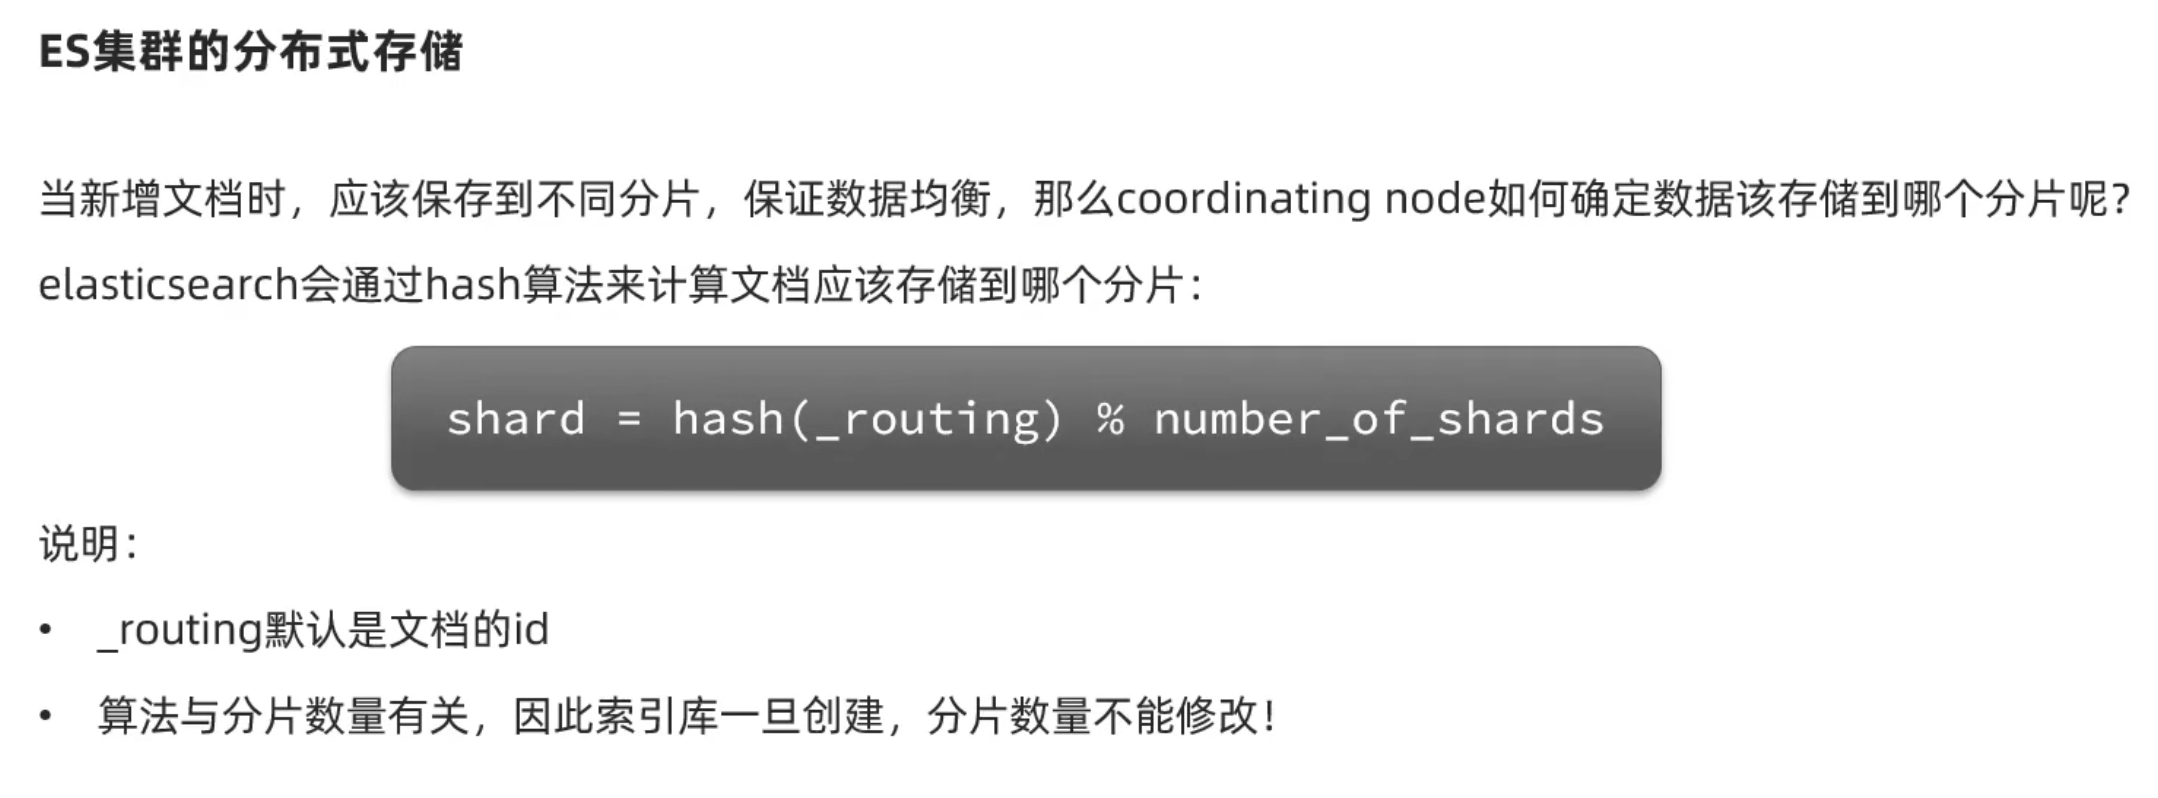 ES集群的分布式存储
当新增文档时，应该保存到不同分片，保证数据均衡，那么coordinating node如何确定数据该存储到哪个分片呢？
elasticsearch会通过hash算法来计算文档应该存储到哪个分片：
shard = hash(_routing) % number_of_shards
说明：
• _routing默认是文档的id
• 算法与分片数量有关，因此索引库一旦创建，分片数量不能修改！